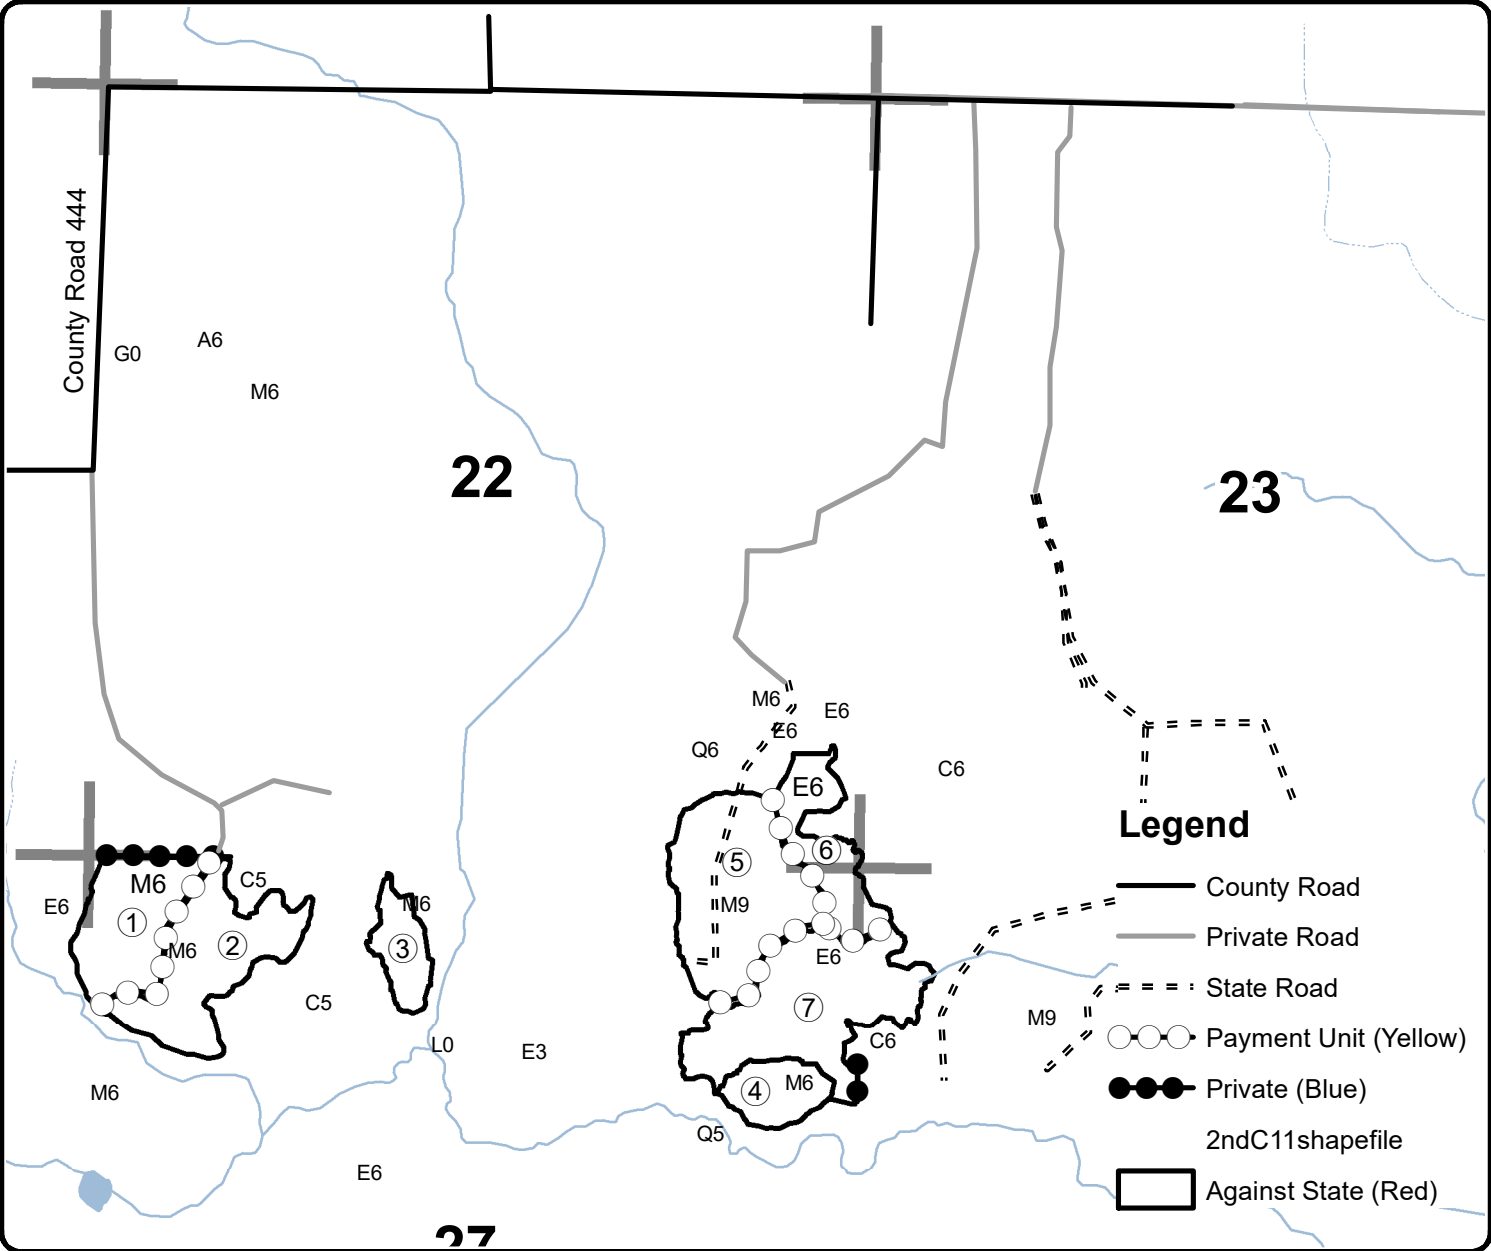 County Road 444
G0
A6
M6
22
23
M6
E6
E6
Q6
C6
E6
M6
C5
E6
1
M6
2
M6
3
5
6
M9
E6
C5
7
L0
E3
C6
M9
M6
4
M6
Q5
E6
27
Legend
County Road
Private Road
State Road
Payment Unit (Yellow)
Private (Blue)
2ndC11shapefile
Against State (Red)